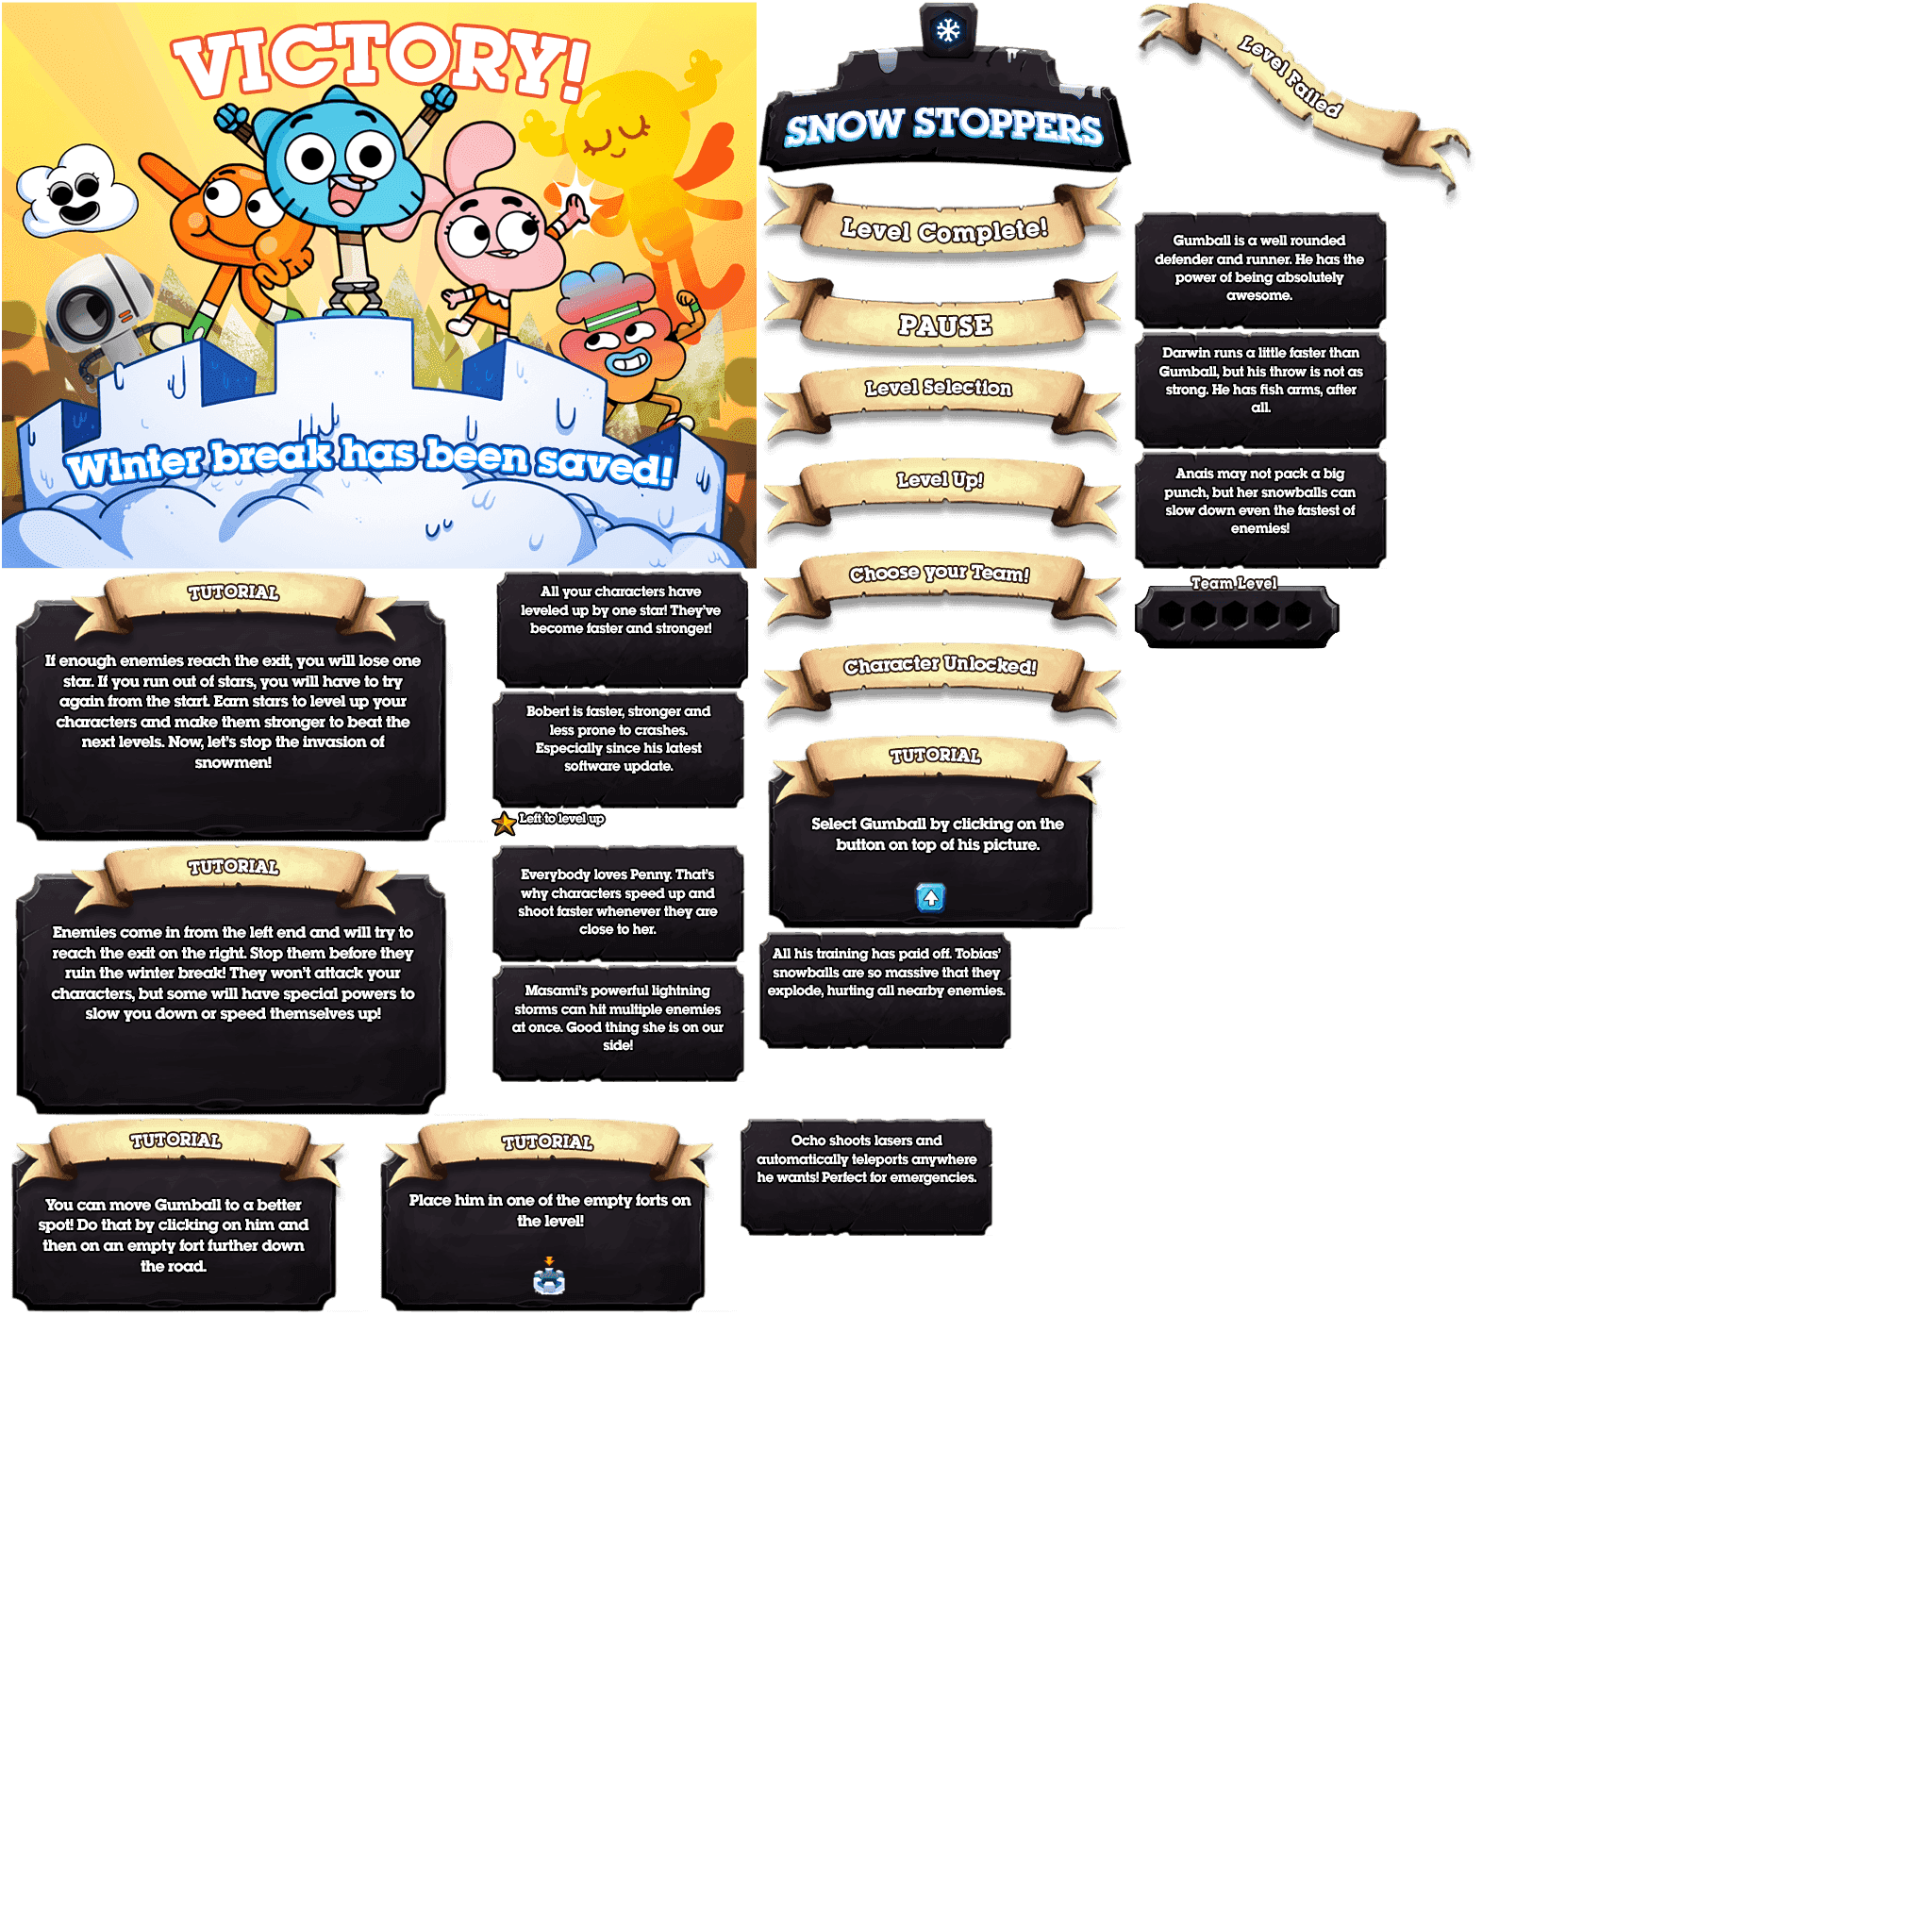 VICTORY!
Winter break has been saved!
SNOW STOPPERS
Level Failed
Level Complete!
PAUSE
Level Selection
Level Up!
Choose your Team!
Character Unlocked!
Gumball is a well rounded
defender and runner. He has the
power of being absolutely
awesome.
Darwin runs a little faster than
Gumball, but his throw is not as
strong. He has fish arms, after
all.
Anais may not pack a big
punch, but her snowballs can
slow down even the fastest of
enemies!
Team Level
TUTORIAL
If enough enemies reach the exit, you will lose one
star. If you run out of stars, you will have to try
again from the start. Earn stars to level up your
characters and make them stronger to beat the
next levels. Now, let's stop the invasion of
snowmen!
All your characters have
leveled up by one star! They've
become faster and stronger!
Bobert is faster, stronger and
less prone to crashes.
Especially since his latest
software update.
Left to level up
TUTORIAL
Select Gumball by clicking on the
button on top of his picture.
TUTORIAL
Enemies come in from the left end and will try to
reach the exit on the right. Stop them before they
ruin the winter break! They won't attack your
characters, but some will have special powers to
slow you down or speed themselves up!
Everybody loves Penny. That's
why characters speed up and
shoot faster whenever they are
close to her.
Masami's powerful lightning
storms can hit multiple enemies
at once. Good thing she is on our
side!
All his training has paid off. Tobias'
snowballs are so massive that they
explode, hurting all nearby enemies.
TUTORIAL
You can move Gumball to a better
spot! Do that by clicking on him and
then on an empty fort further down
the road.
TUTORIAL
Place him in one of the empty forts on
the level!
Ocho shoots lasers and
automatically teleports anywhere
he wants! Perfect for emergencies.